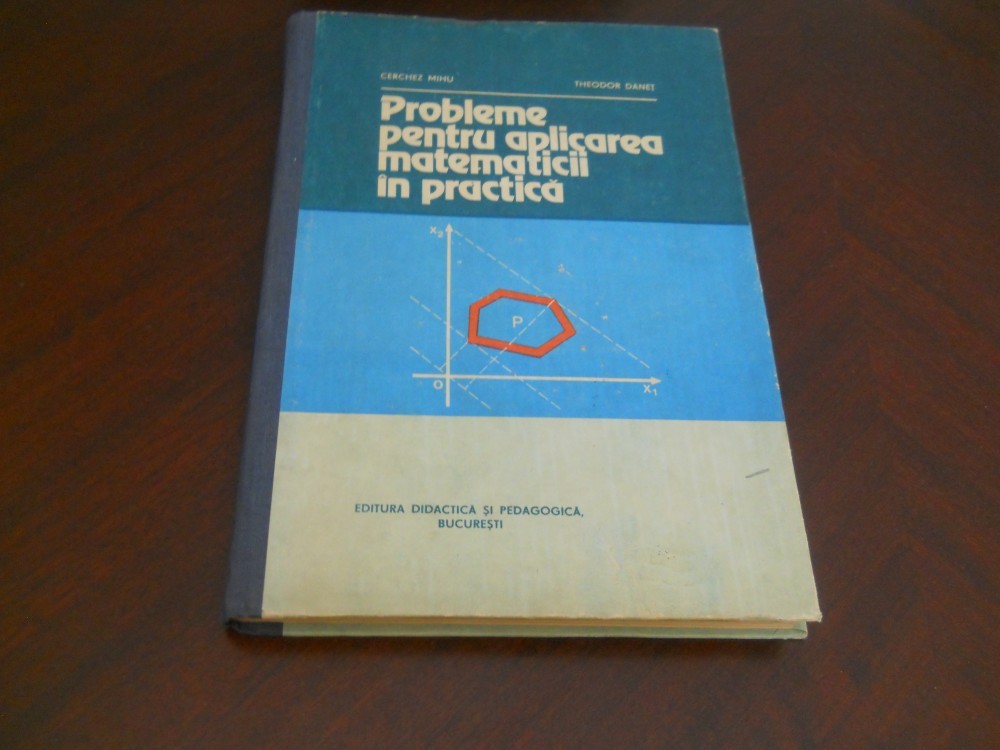 CERCHEZ MIHU
THEODOR DĂNEȚ
Probleme
pentru aplicarea
matematicii
în practică
x₂
P
O
x₁
EDITURA DIDACTICĂ ȘI PEDAGOGICĂ,
BUCUREȘTI